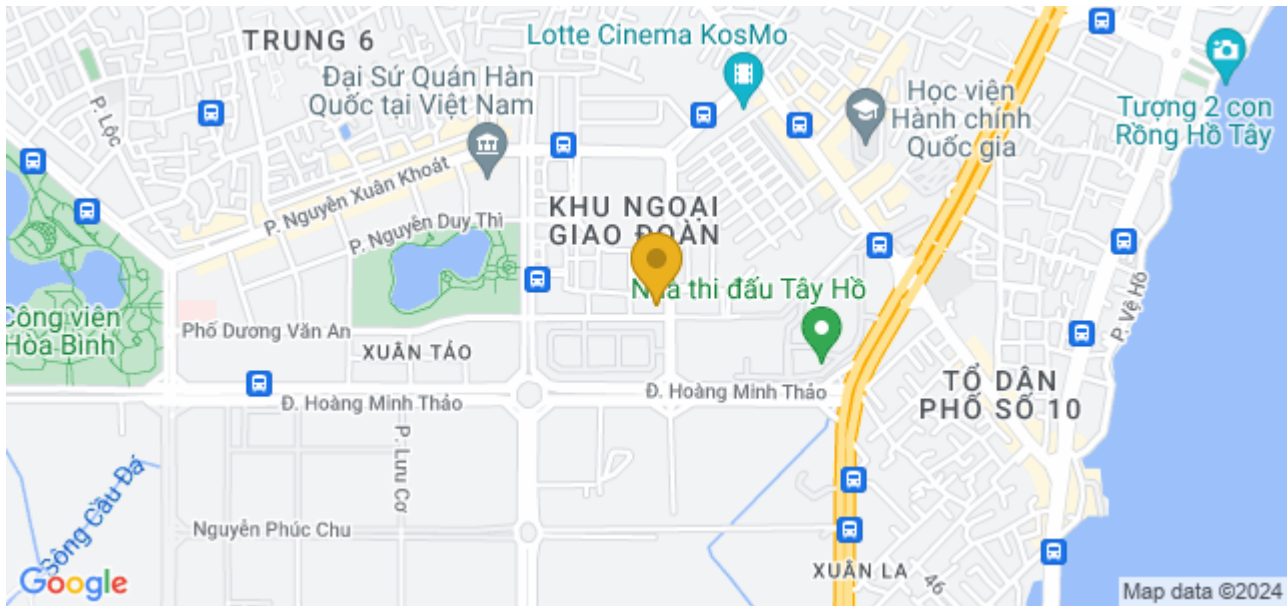 TRUNG 6
Lotte Cinema KosMo
Đại Sứ Quán Hàn
Quốc tại Việt Nam
Học viện
Hành chính
Quốc gia
Tượng 2 con
Rồng Hồ Tây
P. Lộc
P. Nguyễn Xuân Khoát
P. Nguyễn Duy Thì
KHU NGOẠI
GIAO ĐOÀN
Nhà thi đấu Tây Hồ
P. Vệ Hồ
Công viên
Hòa Bình
Phố Dương Văn An
XUÂN TẢO
Đ. Hoàng Minh Thảo
Đ. Hoàng Minh Thảo
TỔ DÂN
PHỐ SỐ 10
P. Lưu Cơ
Sông Cầu Đá
Nguyễn Phúc Chu
XUÂN LA
46
Google
Map data ©2024